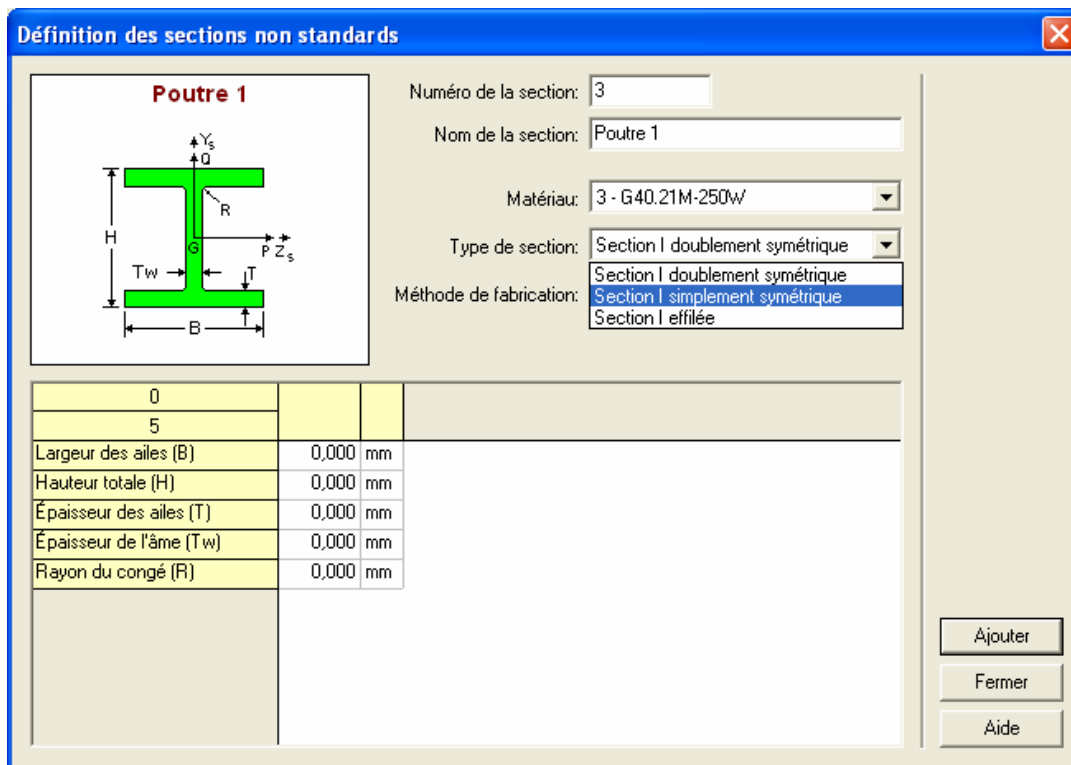 Définition des sections non standards
Poutre 1
Ys
Q
R
H
G
P Zs
Tw
T
B
Numéro de la section: 3
Nom de la section: Poutre 1
Matériau: 3 - G40.21M-250W
Type de section: Section I doublement symétrique
Section I doublement symétrique
Méthode de fabrication: Section I simplement symétrique
Section I effilée
0
5
Largeur des ailes (B) 0,000 mm
Hauteur totale (H) 0,000 mm
Épaisseur des ailes (T) 0,000 mm
Épaisseur de l'âme (Tw) 0,000 mm
Rayon du congé (R) 0,000 mm
Ajouter
Fermer
Aide